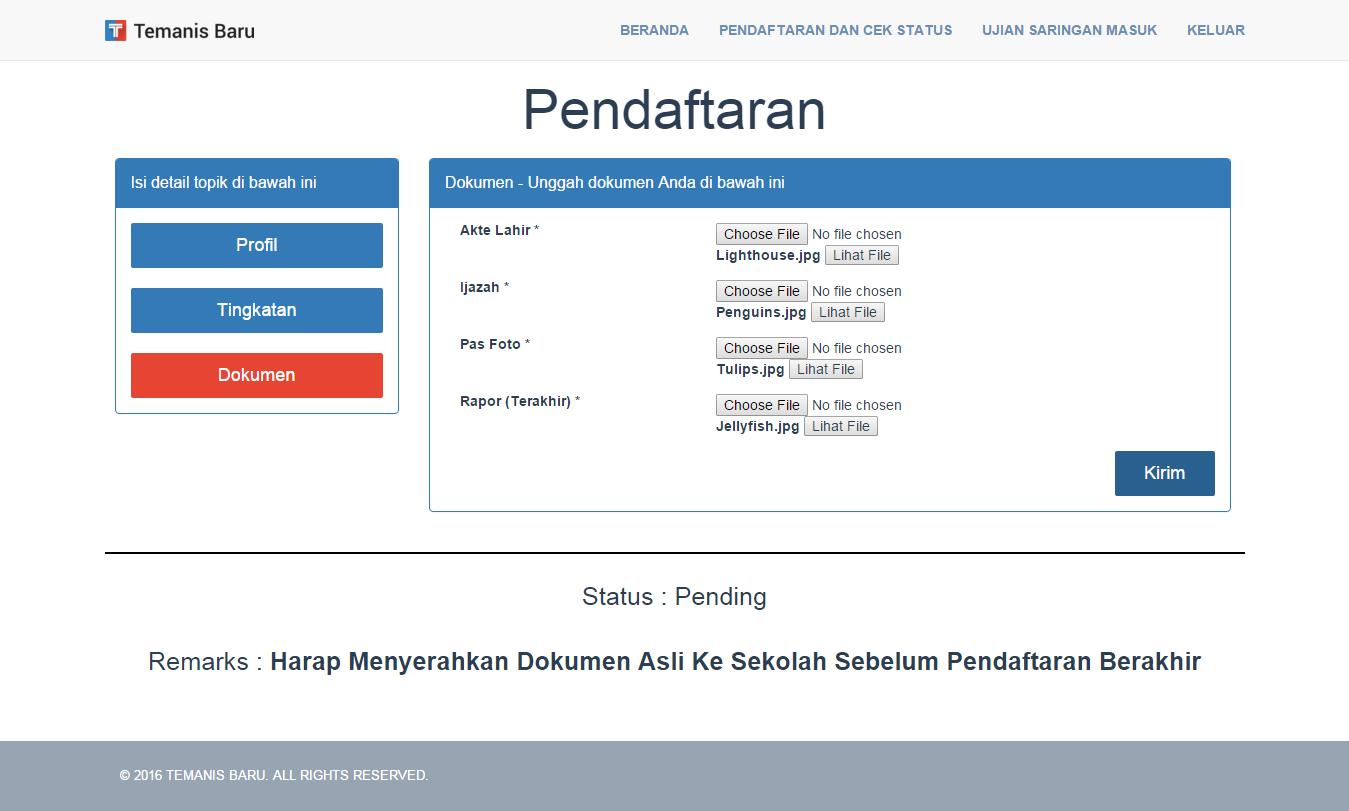 Temanis Baru
BERANDA PENDAFTARAN DAN CEK STATUS UJIAN SARINGAN MASUK KELUAR
Pendaftaran
Isi detail topik di bawah ini
Profil
Tingkatan
Dokumen
Dokumen - Unggah dokumen Anda di bawah ini
Akte Lahir * Choose File No file chosen
Lighthouse.jpg Lihat File
Ijazah * Choose File No file chosen
Penguins.jpg Lihat File
Pas Foto * Choose File No file chosen
Tulips.jpg Lihat File
Rapor (Terakhir) * Choose File No file chosen
Jellyfish.jpg Lihat File
Kirim
Status : Pending
Remarks : Harap Menyerahkan Dokumen Asli Ke Sekolah Sebelum Pendaftaran Berakhir
© 2016 TEMANIS BARU. ALL RIGHTS RESERVED.